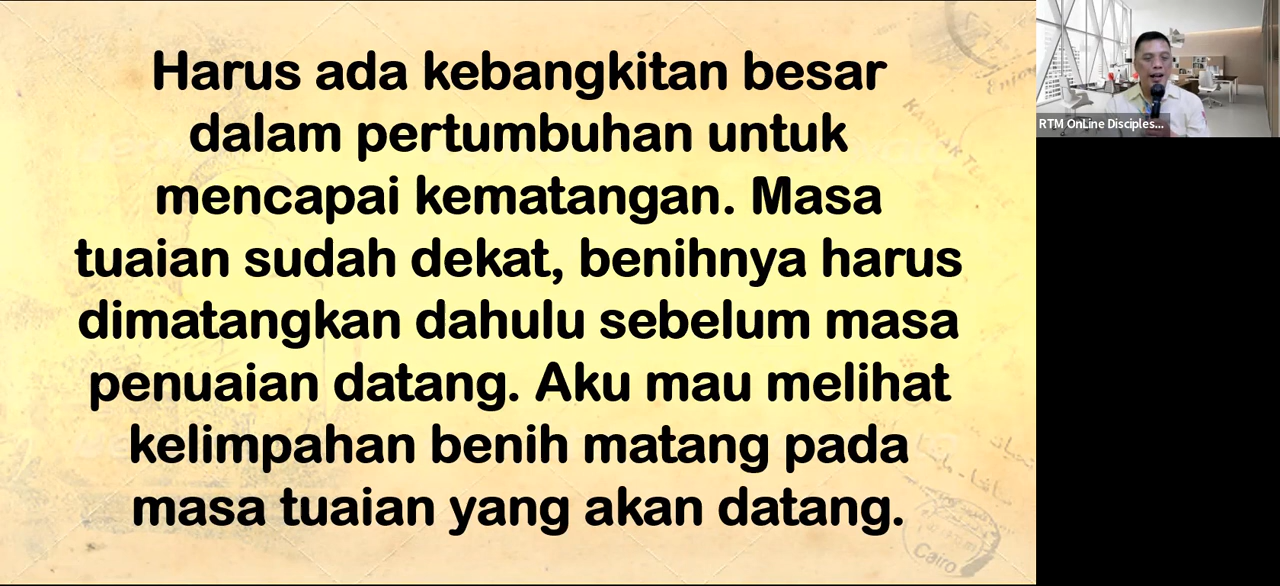 Harus ada kebangkitan besar
dalam pertumbuhan untuk
mencapai kematangan. Masa
tuaian sudah dekat, benihnya harus
dimatangkan dahulu sebelum masa
penuaian datang. Aku mau melihat
kelimpahan benih matang pada
masa tuaian yang akan datang.
RTM OnLine Disciples...
Cairo